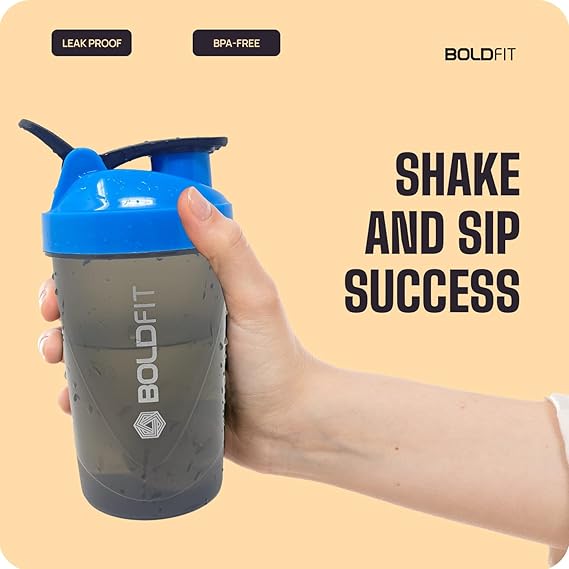 LEAK PROOF
BPA-FREE
BOLDFIT
SHAKE
AND SIP
SUCCESS
BOLDFIT